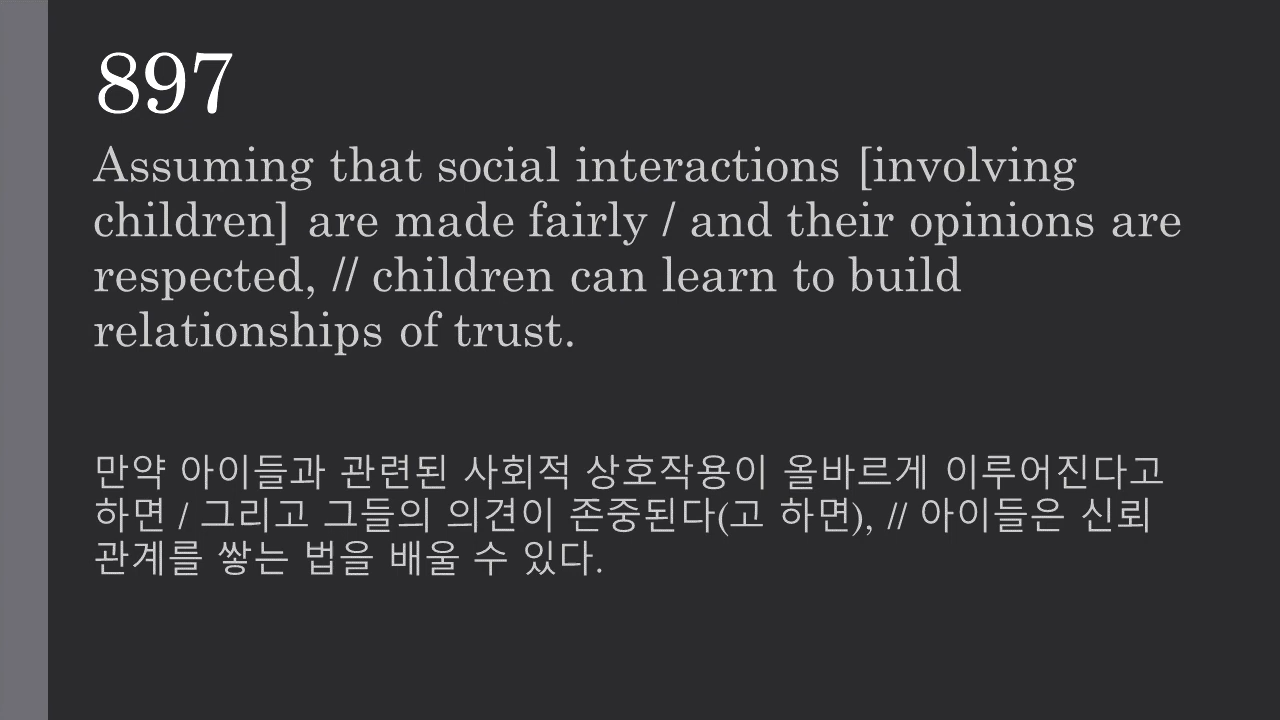 897
Assuming that social interactions [involving
children] are made fairly / and their opinions are
respected, // children can learn to build
relationships of trust.
만약 아이들과 관련된 사회적 상호작용이 올바르게 이루어진다고
하면 / 그리고 그들의 의견이 존중된다(고 하면), // 아이들은 신뢰
관계를 쌓는 법을 배울 수 있다.